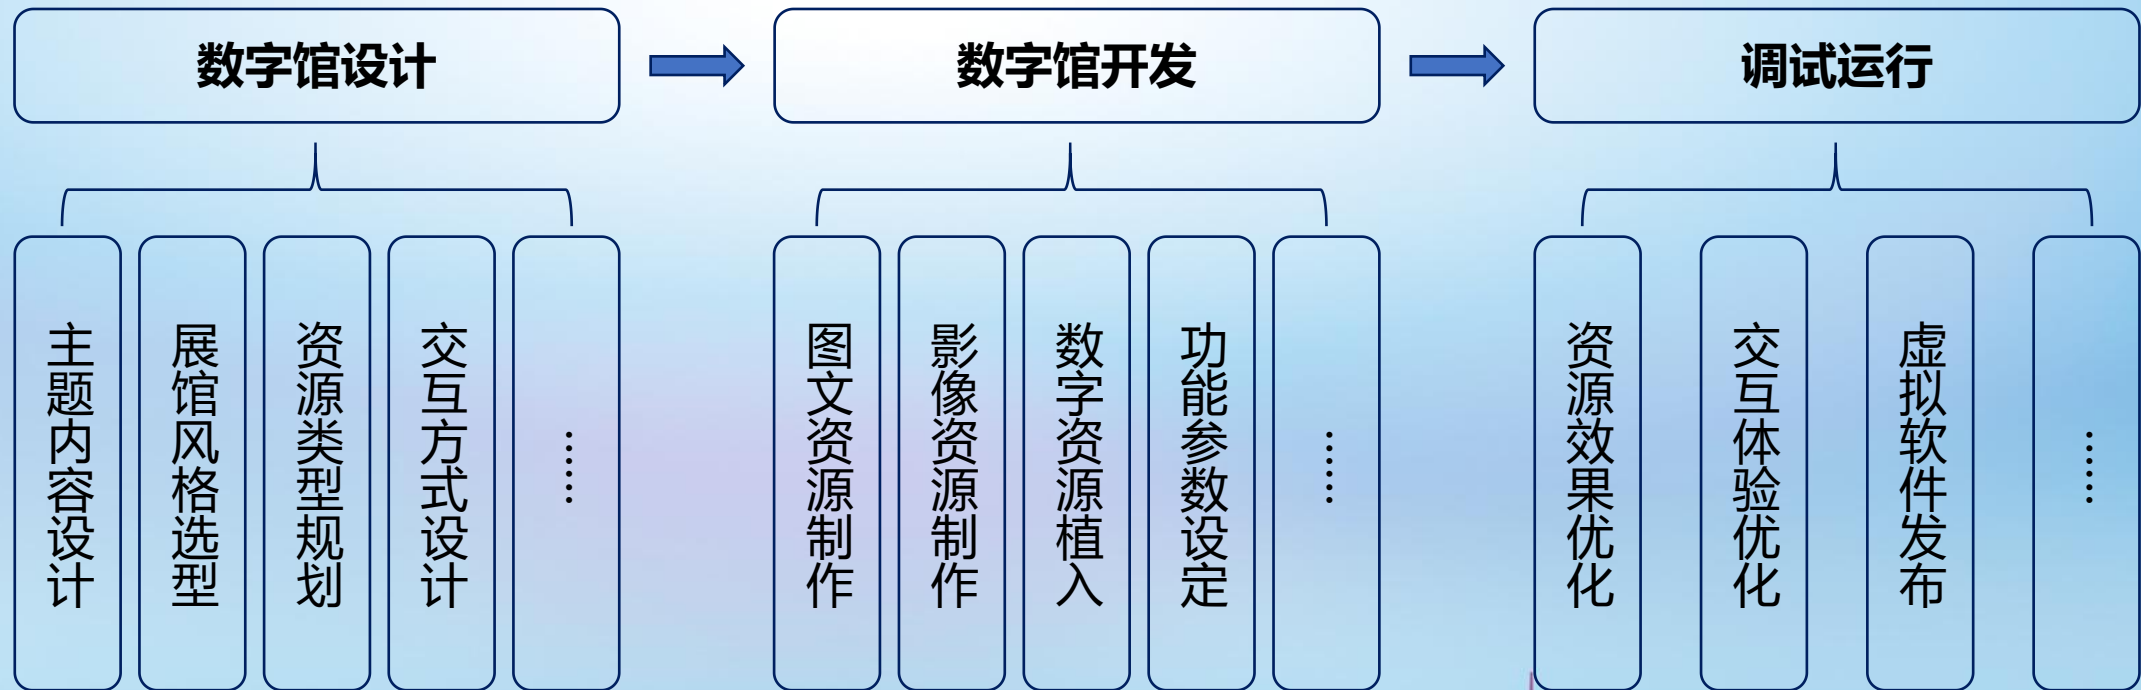 数字馆设计
数字馆开发
调试运行
主题内容设计
展馆风格选型
资源类型规划
交互方式设计
……
图文资源制作
影像资源制作
数字资源植入
功能参数设定
……
资源效果优化
交互体验优化
虚拟软件发布
……